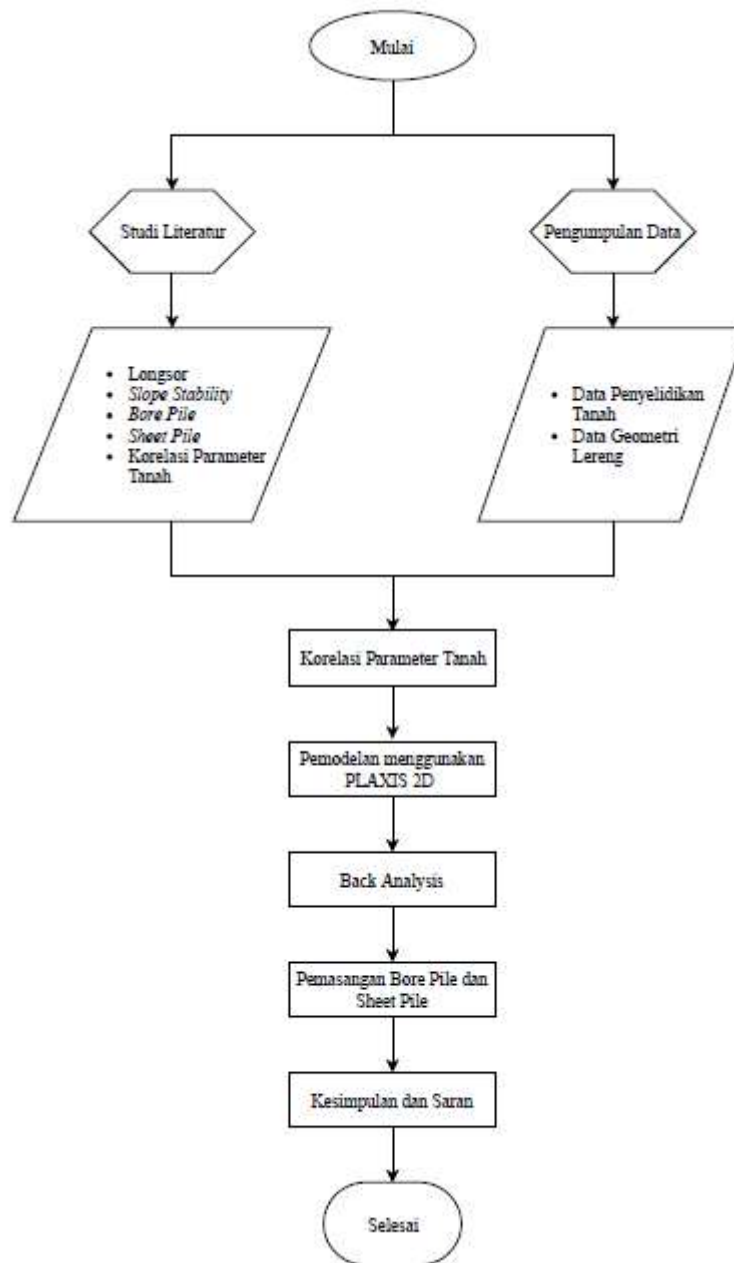 Mulai
Studi Literatur
Pengumpulan Data
• Longsor
• Slope Stability
• Bore Pile
• Sheet Pile
• Korelasi Parameter
Tanah
• Data Penyelidikan
Tanah
• Data Geometri
Lereng
Korelasi Parameter Tanah
Pemodelan menggunakan
PLAXIS 2D
Back Analysis
Pemasangan Bore Pile dan
Sheet Pile
Kesimpulan dan Saran
Selesai